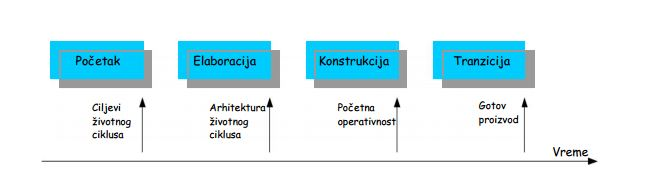 Početak
Elaboracija
Konstrukcija
Tranzicija
Ciljevi
životnog
ciklusa
Arhitektura
životnog
ciklusa
Početna
operativnost
Gotov
proizvod
Vreme